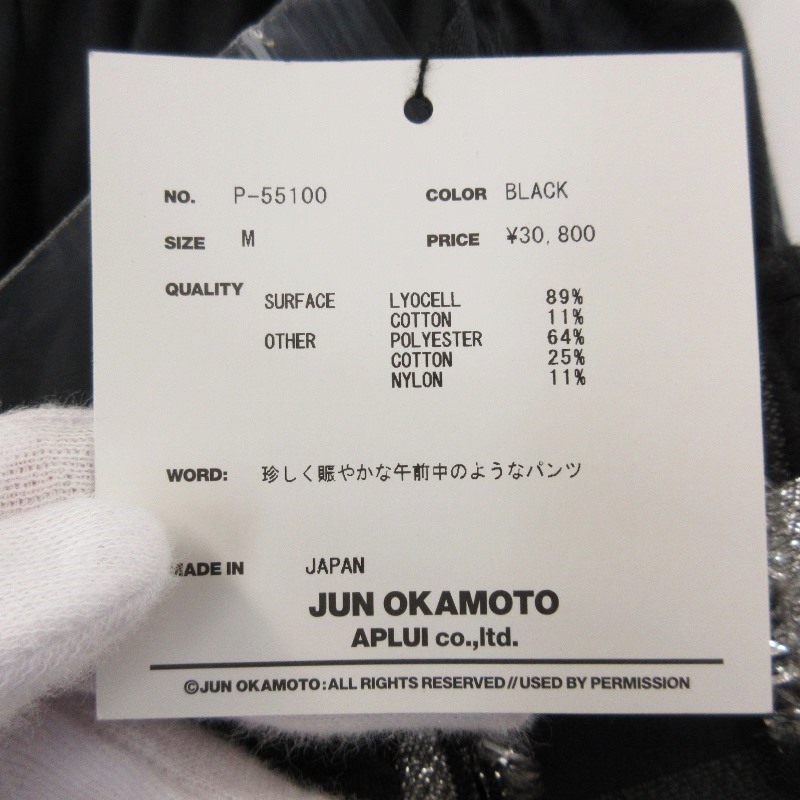 NO. P-55100 COLOR BLACK
SIZE M PRICE ¥30,800
QUALITY
SURFACE LYOCELL 89%
COTTON 11%
OTHER POLYESTER 64%
COTTON 25%
NYLON 11%
WORD: 珍しく賑やかな午前中のようなパンツ
MADE IN JAPAN
JUN OKAMOTO
APLUI co.,ltd.
©JUN OKAMOTO:ALL RIGHTS RESERVED//USED BY PERMISSION